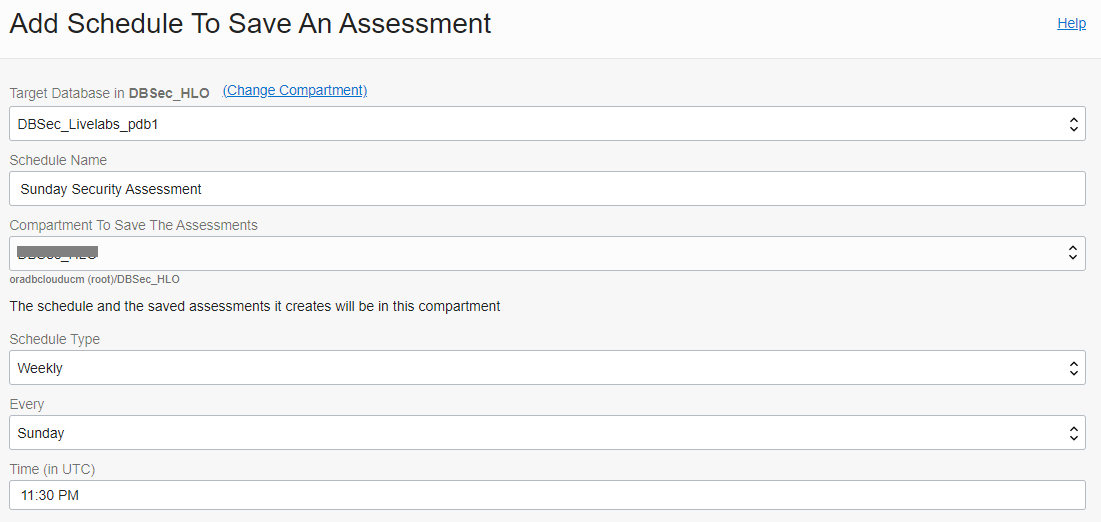 Add Schedule To Save An Assessment
Help
Target Database in DBSec_HLO (Change Compartment)
DBSec_Livelabs_pdb1
Schedule Name
Sunday Security Assessment
Compartment To Save The Assessments
oradbclouducm (root)/DBSec_HLO
The schedule and the saved assessments it creates will be in this compartment
Schedule Type
Weekly
Every
Sunday
Time (in UTC)
11:30 PM